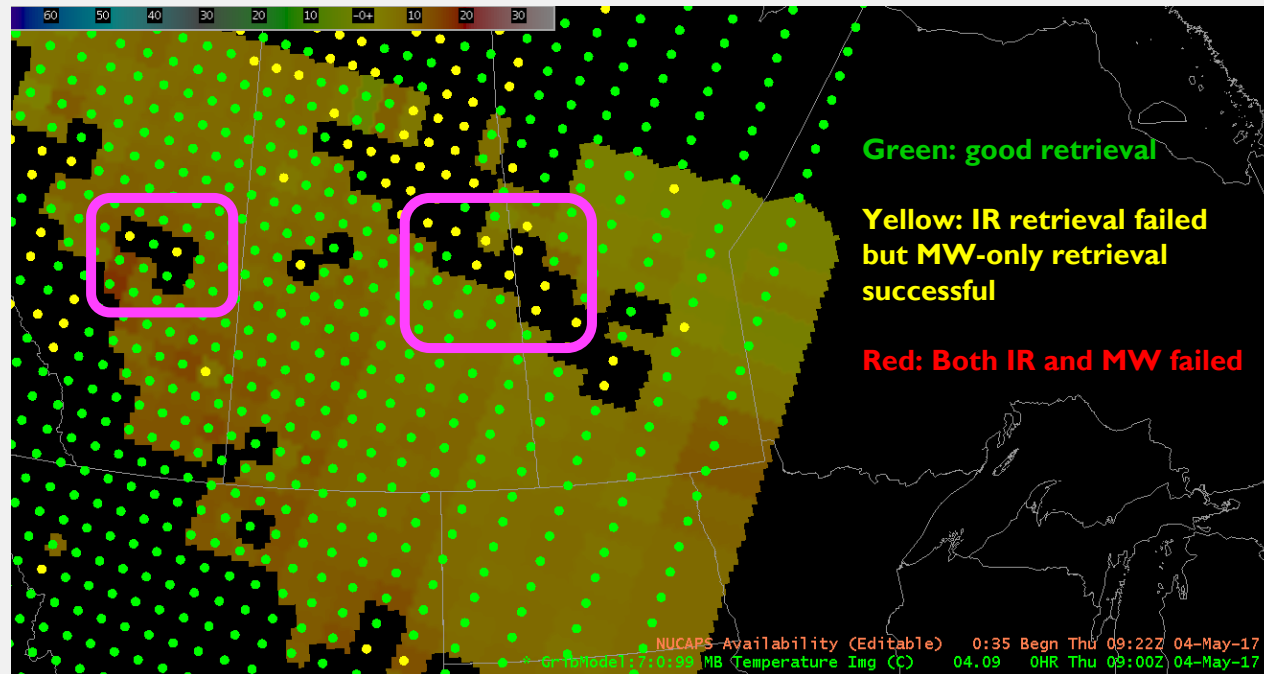 60 50 40 30 20 10 -0+ 10 20 30
Green: good retrieval
Yellow: IR retrieval failed
but MW-only retrieval
successful
Red: Both IR and MW failed
NUCAPS Availability (Editable) 0:35 Begn Thu 09:22Z 04-May-17
* GribModel:7:0:99 MB Temperature Img (C) 04.09 0HR Thu 09:00Z 04-May-17